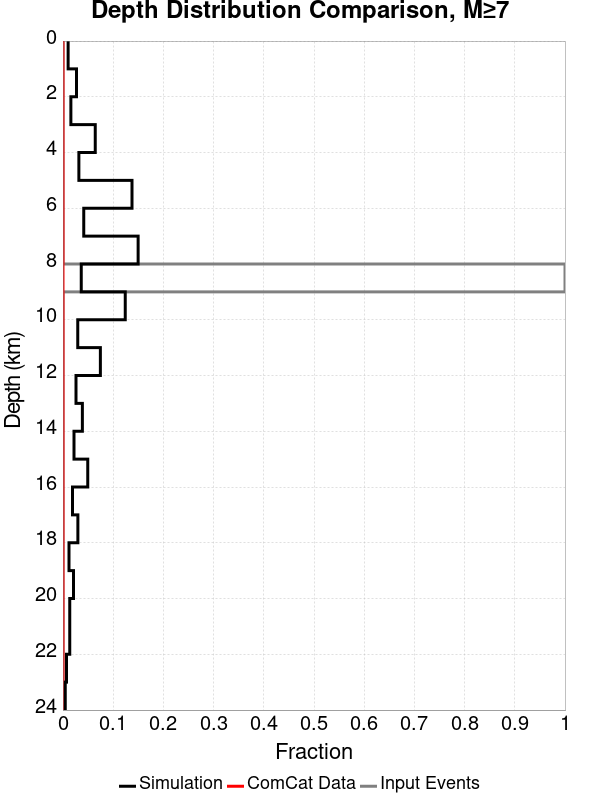 Depth Distribution Comparison, M≥7
0
2
4
6
8
10
12
14
16
18
20
22
24
Depth (km)
0 0.1 0.2 0.3 0.4 0.5 0.6 0.7 0.8 0.9 1
Fraction
Simulation ComCat Data Input Events